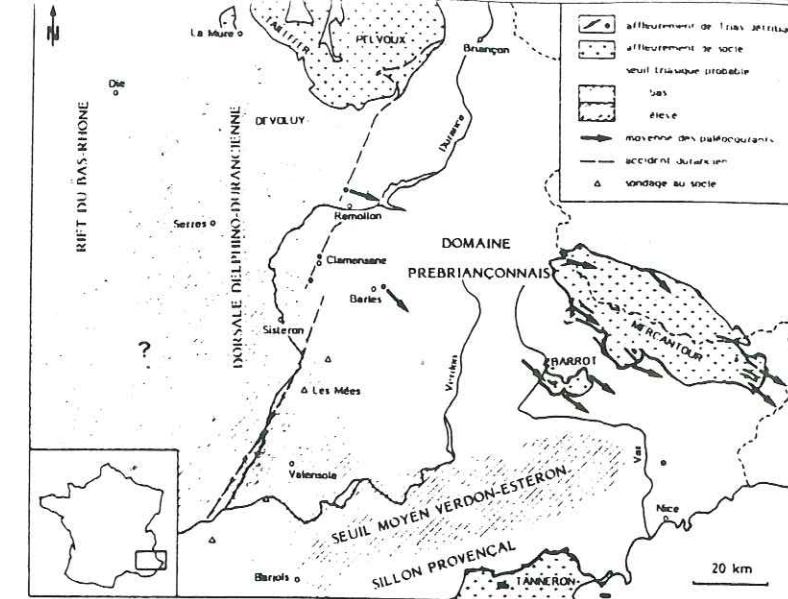 N
La Mure
TAILLEFER
PELVOUX
Briançon
Die
DEVOLUY
Durance
RIFT DU BAS-RHONE
DORSALE DELPHINO-DURANCIENNE
Serres
Remollon
Clamensane
Barles
Sisteron
?
Les Mées
Valensole
Verdon
DOMAINE
PREBRIANÇONNAIS
MERCANTOUR
BARROT
Var
Nice
SEUIL MOYEN VERDON-ESTERON
SILLON PROVENÇAL
Barjols
TANNERON
20 km
affleurement de Trias détritiq
affleurement de socle
seuil triasique probable
bas
élevé
moyenne des paléocourants
accident durancien
sondage au socle